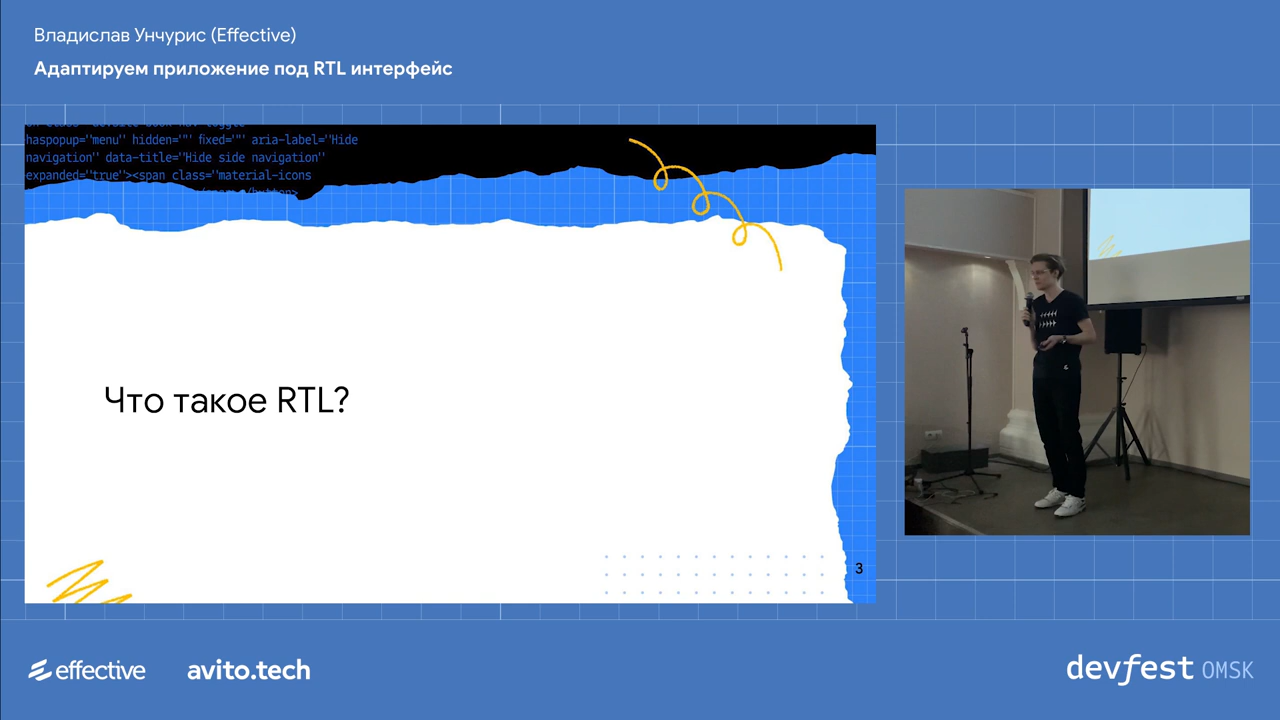 Владислав Унчурис (Effective)
Адаптируем приложение под RTL интерфейс
haspopup="menu" hidden="" fixed="" aria-label="Hide
navigation" data-title="Hide side navigation"
expanded="true"><span class="material-icons
Что такое RTL?
3
effective
avito.tech
devfest OMSK